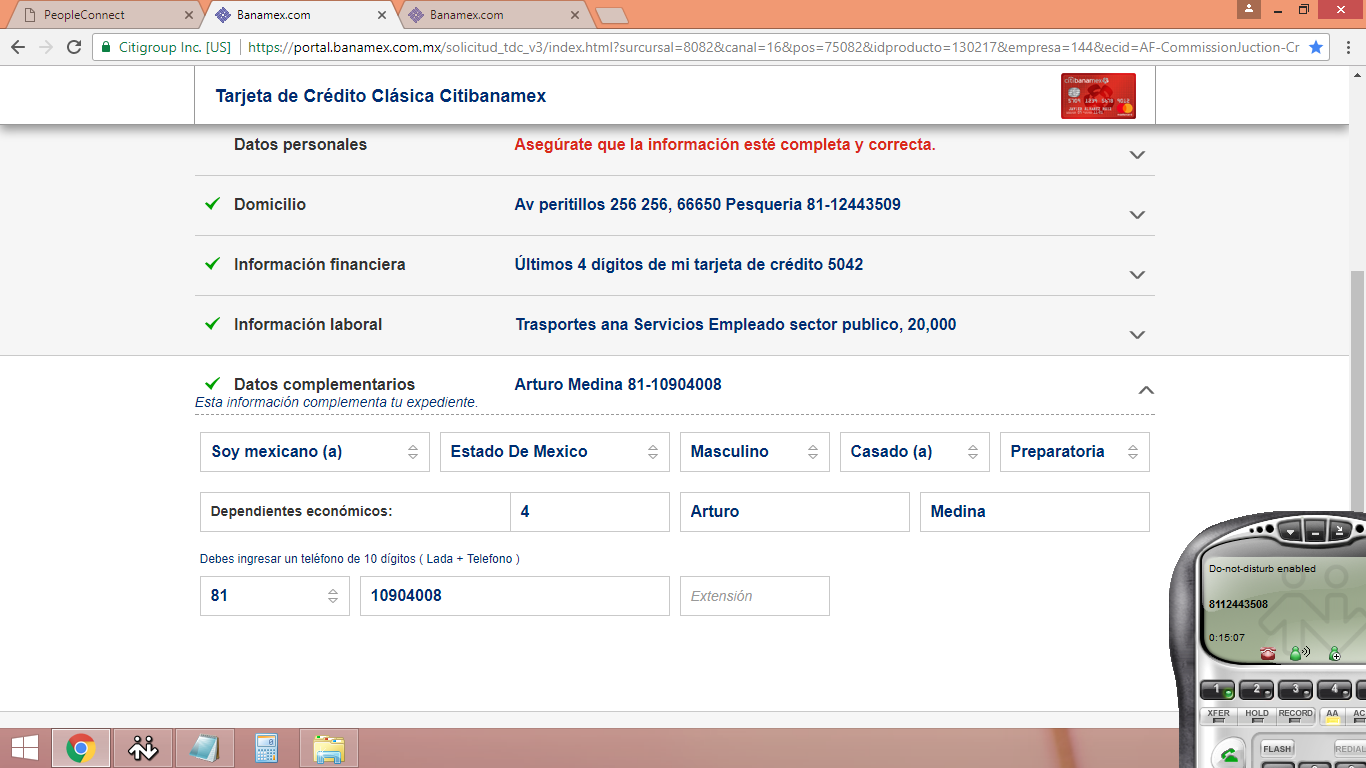 PeopleConnect
Banamex.com
Banamex.com
Citigroup Inc. [US]
https://portal.banamex.com.mx/solicitud_tdc_v3/index.html?sursursal=8082&canal=16&pos=75082&idproducto=130217&empresa=144&ecid=AF-CommissionJuction-Cr
Tarjeta de Crédito Clásica Citibanamex
citibanamex
Datos personales
Asegúrate que la información esté completa y correcta.
Domicilio
Av peritillos 256 256, 66650 Pesqueria 81-12443509
Información financiera
Últimos 4 dígitos de mi tarjeta de crédito 5042
Información laboral
Trasportes ana Servicios Empleado sector publico, 20,000
Datos complementarios
Arturo Medina 81-10904008
Esta información complementa tu expediente.
Soy mexicano (a)
Estado De Mexico
Masculino
Casado (a)
Preparatoria
Dependientes económicos:
4
Arturo
Medina
Debes ingresar un teléfono de 10 dígitos ( Lada + Telefono )
81
10904008
Extensión
Do-not-disturb enabled
8112443508
0:15:07
1
2
3
4
XFER
HOLD
RECORD
AA
AC
FLASH
REDIAL